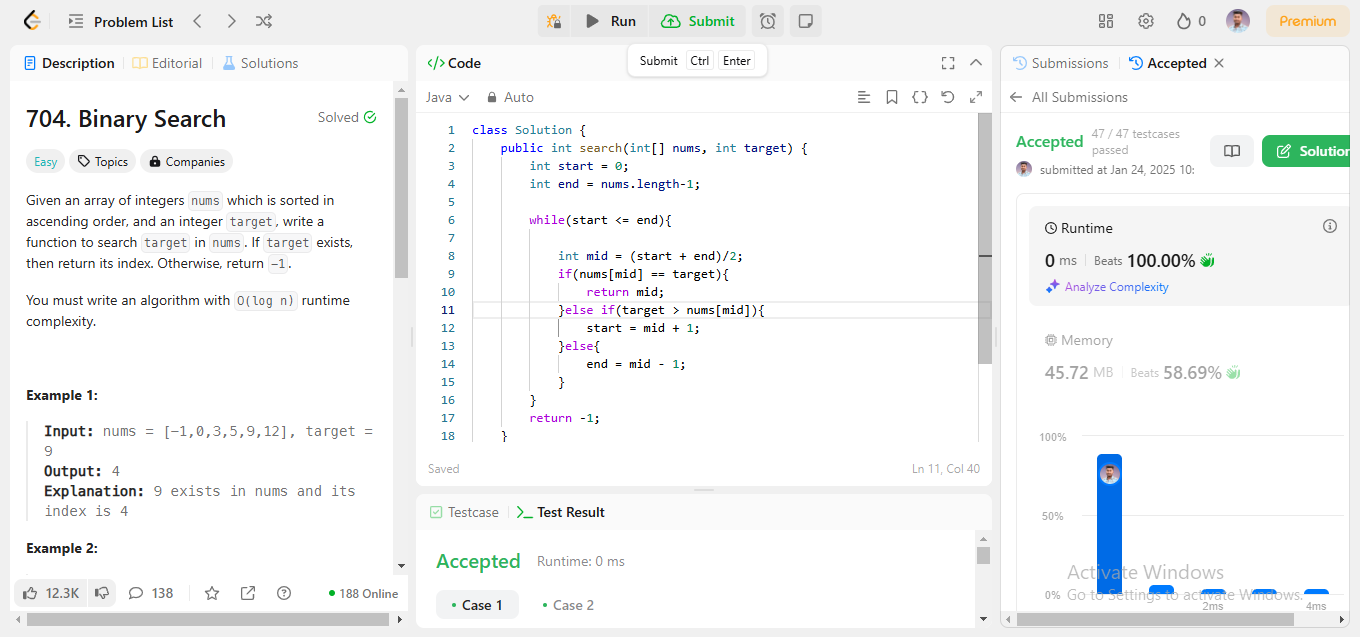 Problem List
Run
Submit
0
Premium
Submit Ctrl Enter
Description
Editorial
Solutions
704. Binary Search
Solved
Easy
Topics
Companies
Given an array of integers nums which is sorted in
ascending order, and an integer target, write a
function to search target in nums. If target exists,
then return its index. Otherwise, return -1.
You must write an algorithm with O(log n) runtime
complexity.
Example 1:
Input: nums = [-1,0,3,5,9,12], target =
9
Output: 4
Explanation: 9 exists in nums and its
index is 4
Example 2:
12.3K
138
188 Online
</> Code
Java
Auto
1 class Solution {
2     public int search(int[] nums, int target) {
3         int start = 0;
4         int end = nums.length-1;
5
6         while(start <= end){
7
8             int mid = (start + end)/2;
9             if(nums[mid] == target){
10                 return mid;
11             }else if(target > nums[mid]){
12                 start = mid + 1;
13             }else{
14                 end = mid - 1;
15             }
16         }
17         return -1;
18     }
Saved
Ln 11, Col 40
Testcase
Test Result
Accepted
Runtime: 0 ms
Case 1
Case 2
Submissions
Accepted
All Submissions
Accepted
47 / 47 testcases
passed
submitted at Jan 24, 2025 10:
Solution
Runtime
0 ms
Beats 100.00%
Analyze Complexity
Memory
45.72 MB
Beats 58.69%
100%
50%
0%
2ms
4ms
Activate Windows
Go to Settings to activate Windows.